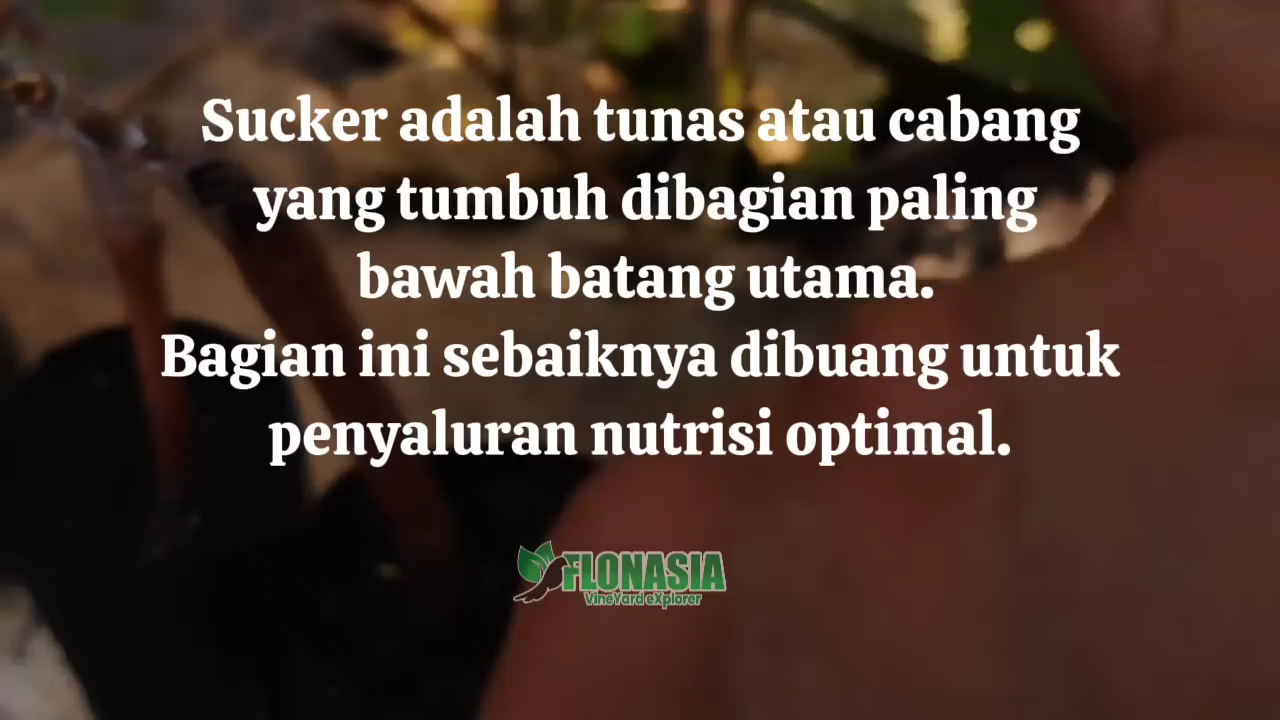 Sucker adalah tunas atau cabang
yang tumbuh dibagian paling
bawah batang utama.
Bagian ini sebaiknya dibuang untuk
penyaluran nutrisi optimal.
FLONASIA
VineYard eXplorer